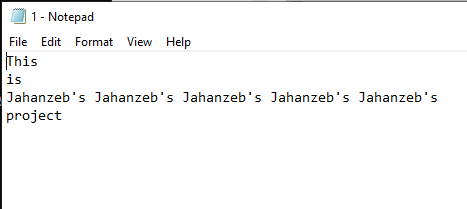 1 - Notepad
File Edit Format View Help
This
is
Jahanzeb's Jahanzeb's Jahanzeb's Jahanzeb's Jahanzeb's
project